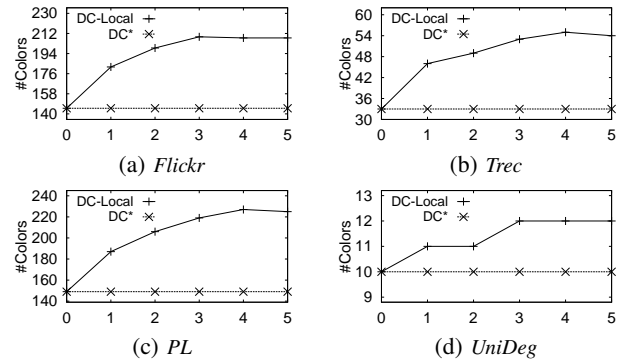 #Colors
212
194
176
158
140
DC-Local
DC*
0 1 2 3 4 5
(a) Flickr
#Colors
60
54
48
42
36
30
DC-Local
DC*
0 1 2 3 4 5
(b) Trec
#Colors
240
220
200
180
160
140
DC-Local
DC*
0 1 2 3 4 5
(c) PL
#Colors
13
12
11
10
9
DC-Local
DC*
0 1 2 3 4 5
(d) UniDeg